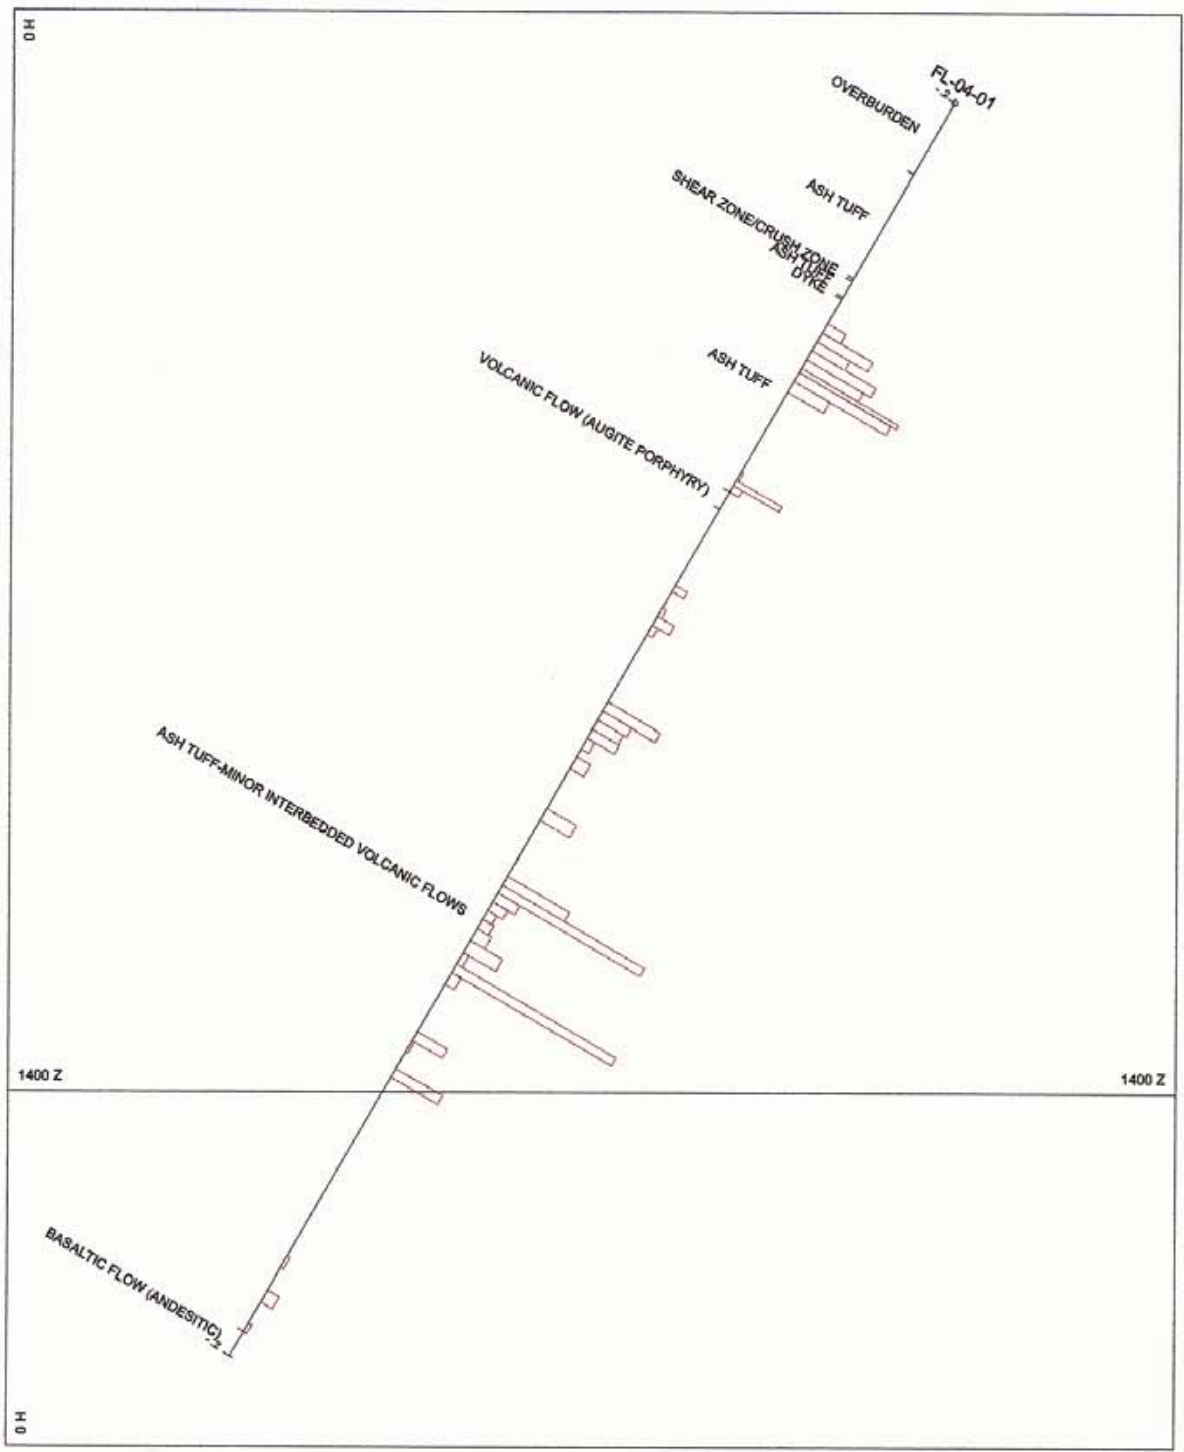 H 0
FL-04-01
OVERBURDEN
ASH TUFF
SHEAR ZONE/CRUSH ZONE
ASH TUFF
DYKE
ASH TUFF
VOLCANIC FLOW (AUGITE PORPHYRY)
ASH TUFF-MINOR INTERBEDDED VOLCANIC FLOWS
1400 Z
1400 Z
BASALTIC FLOW (ANDESITIC)
H 0